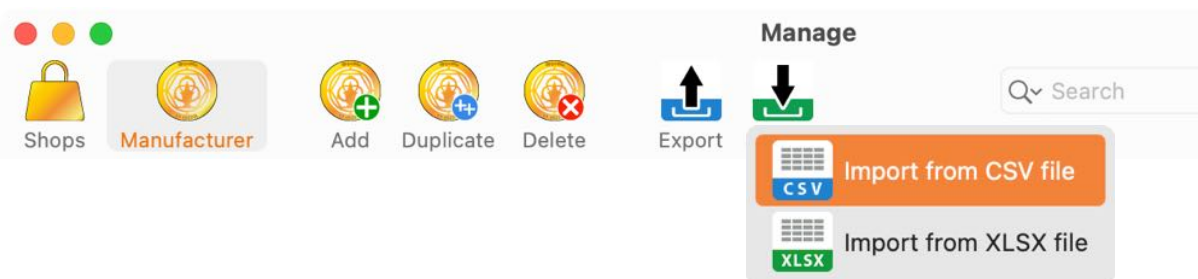 Manage
Search
Shops
Manufacturer
Add
Duplicate
Delete
Export
CSV
Import from CSV file
XLSX
Import from XLSX file